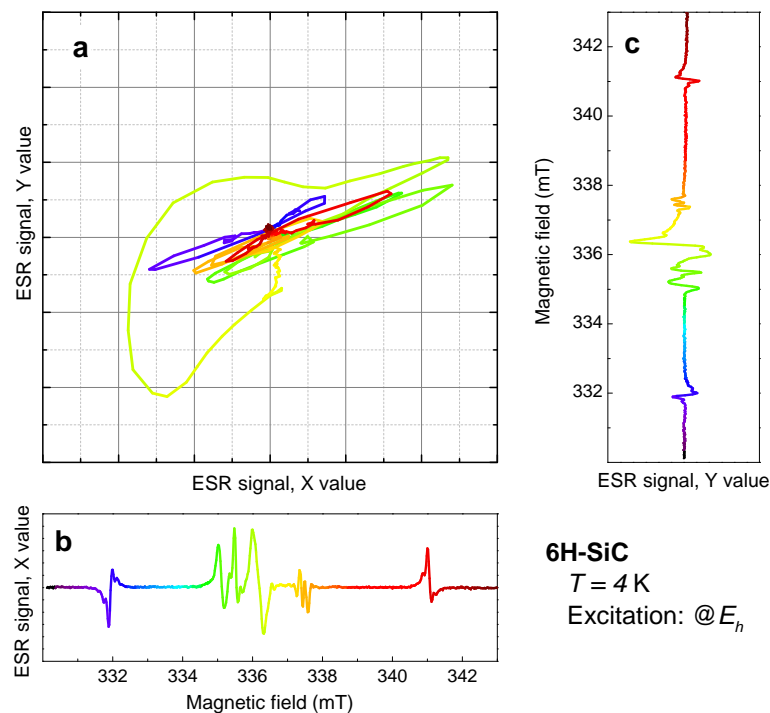 a
ESR signal, Y value
ESR signal, X value
c
342
340
338
336
334
332
Magnetic field (mT)
ESR signal, Y value
b
ESR signal, X value
332
334
336
338
340
342
Magnetic field (mT)
6H-SiC
T = 4 K
Excitation: @E_h